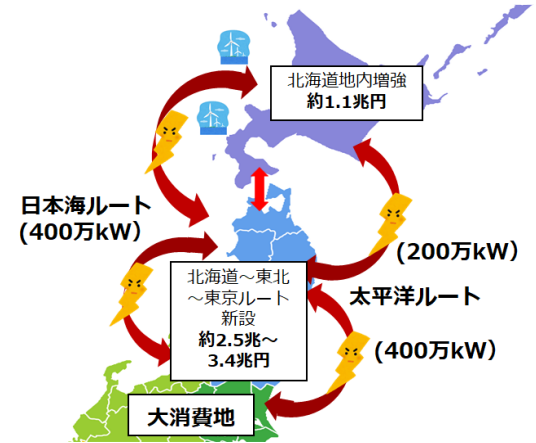 北海道地内増強
約1.1兆円
日本海ルート
(400万kW)
(200万kW)
太平洋ルート
北海道～東北
～東京ルート
新設
約2.5兆～
3.4兆円
(400万kW)
大消費地